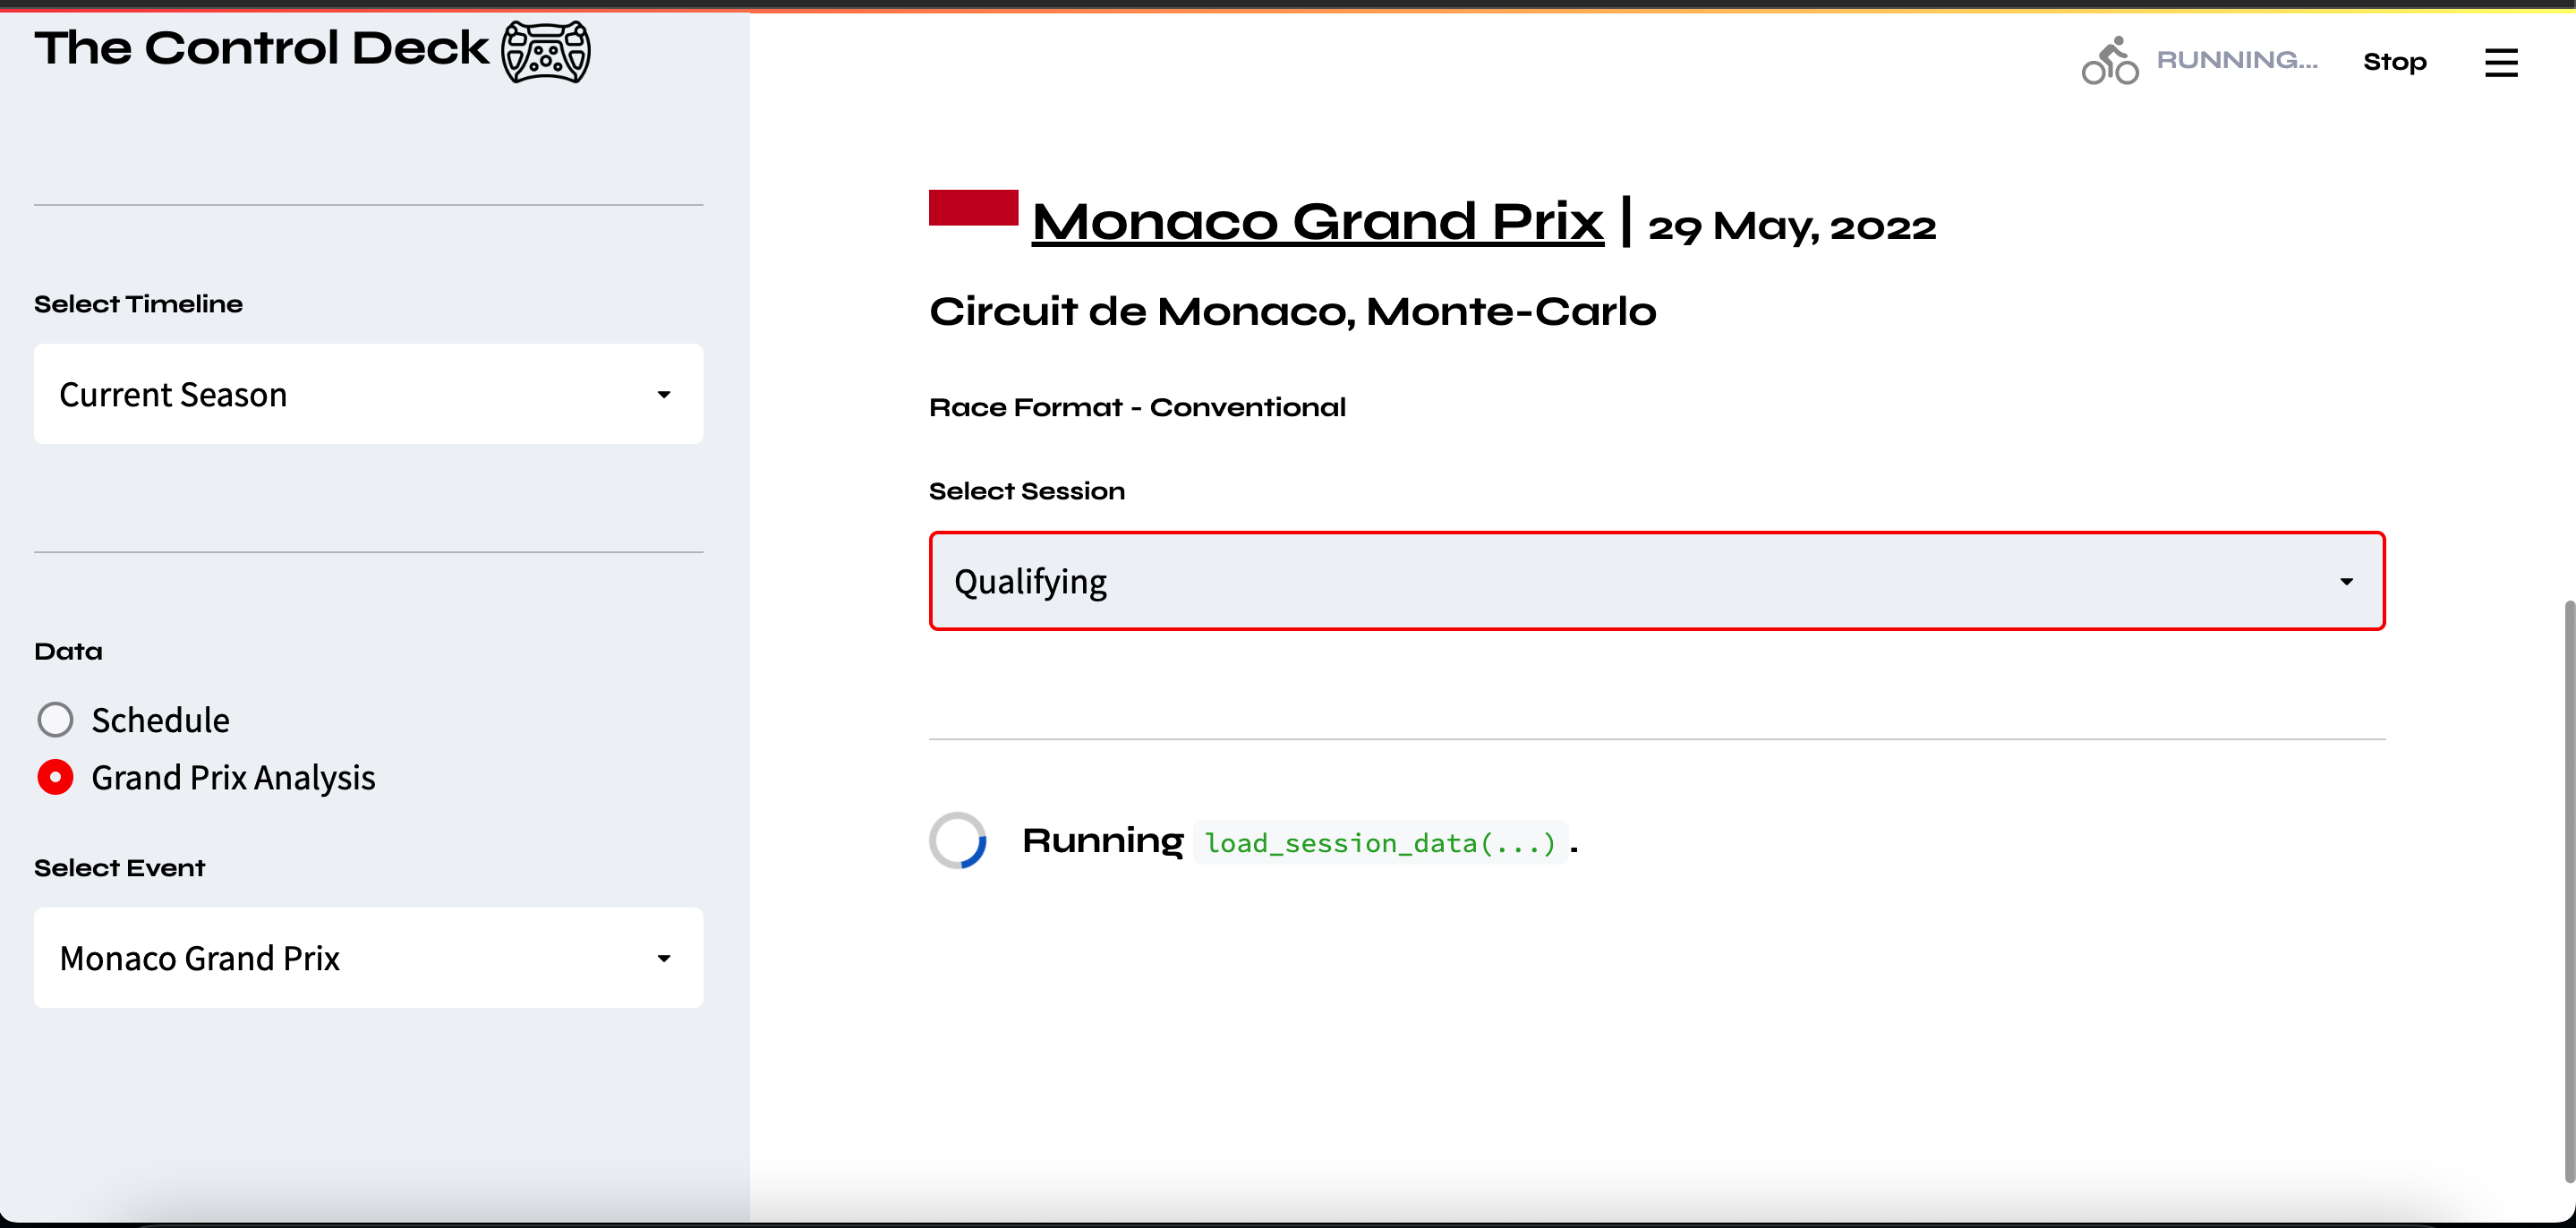 The Control Deck
RUNNING...
Stop
Select Timeline
Current Season
Data
Schedule
Grand Prix Analysis
Select Event
Monaco Grand Prix
Monaco Grand Prix | 29 May, 2022
Circuit de Monaco, Monte-Carlo
Race Format - Conventional
Select Session
Qualifying
Running load_session_data(...) .